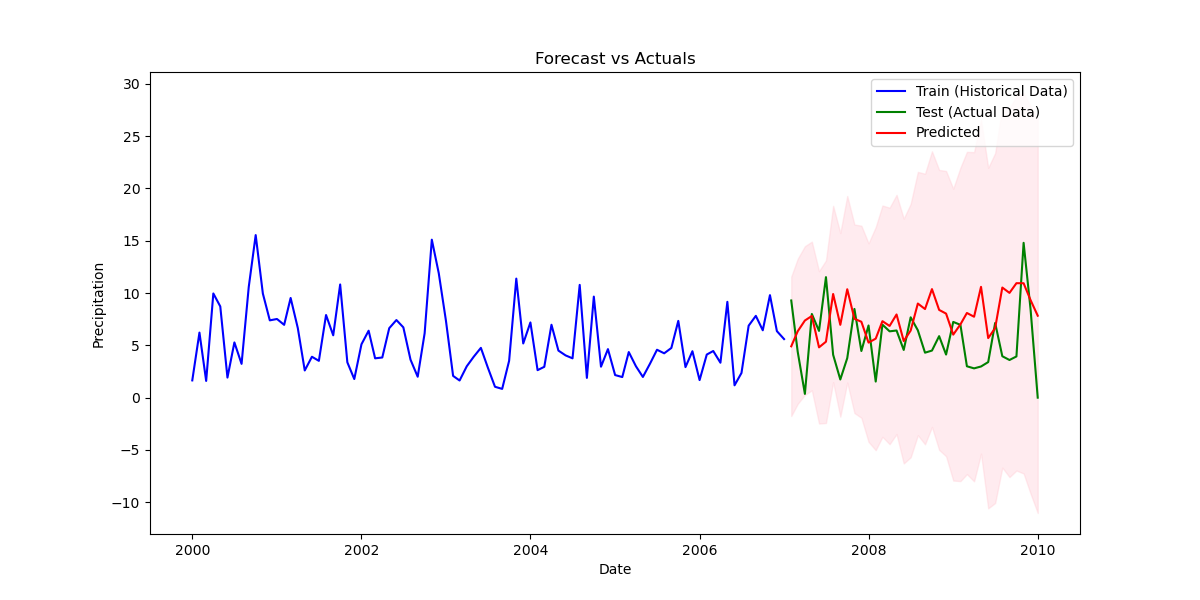 Forecast vs Actuals
Train (Historical Data)
Test (Actual Data)
Predicted
Precipitation
30
25
20
15
10
5
0
−5
−10
2000
2002
2004
2006
2008
2010
Date